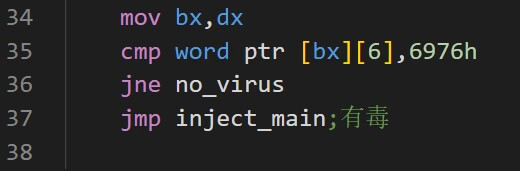 34 mov bx,dx
35 cmp word ptr [bx][6],6976h
36 jne no_virus
37 jmp inject_main;有毒
38